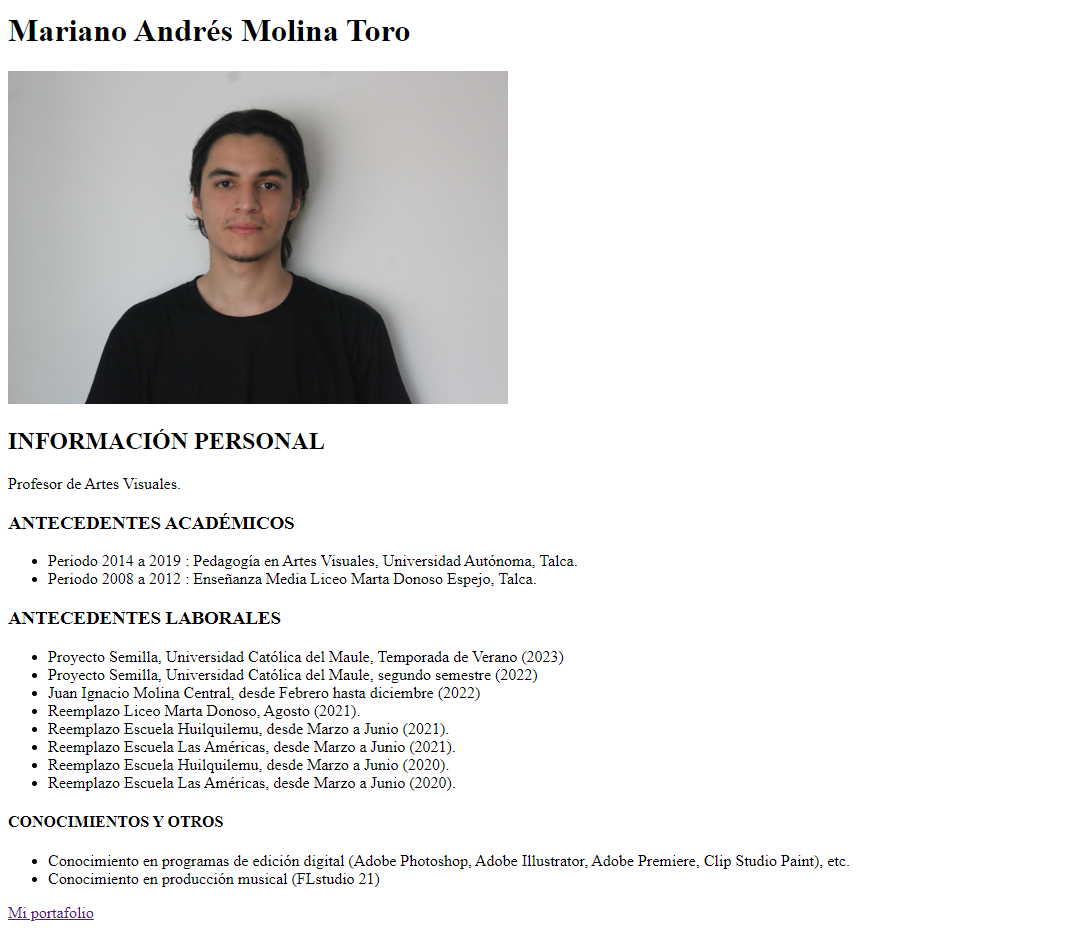 Mariano Andrés Molina Toro
INFORMACIÓN PERSONAL
Profesor de Artes Visuales.
ANTECEDENTES ACADÉMICOS
Periodo 2014 a 2019 : Pedagogía en Artes Visuales, Universidad Autónoma, Talca.
Periodo 2008 a 2012 : Enseñanza Media Liceo Marta Donoso Espejo, Talca.
ANTECEDENTES LABORALES
Proyecto Semilla, Universidad Católica del Maule, Temporada de Verano (2023)
Proyecto Semilla, Universidad Católica del Maule, segundo semestre (2022)
Juan Ignacio Molina Central, desde Febrero hasta diciembre (2022)
Reemplazo Liceo Marta Donoso, Agosto (2021).
Reemplazo Escuela Huilquilemu, desde Marzo a Junio (2021).
Reemplazo Escuela Las Américas, desde Marzo a Junio (2021).
Reemplazo Escuela Huilquilemu, desde Marzo a Junio (2020).
Reemplazo Escuela Las Américas, desde Marzo a Junio (2020).
CONOCIMIENTOS Y OTROS
Conocimiento en programas de edición digital (Adobe Photoshop, Adobe Illustrator, Adobe Premiere, Clip Studio Paint), etc.
Conocimiento en producción musical (FLstudio 21)
Mi portafolio